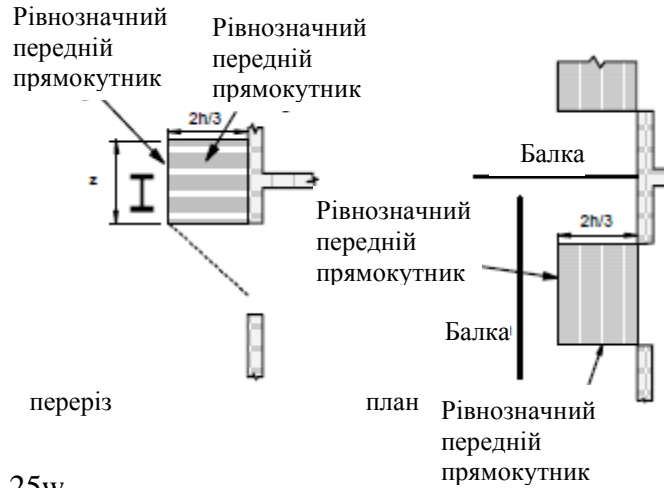 Рівнозначний
передній
прямокутник
Рівнозначний
передній
прямокутник
2h/3
z
переріз
Балка
Рівнозначний
передній
прямокутник
2h/3
Балка
план
Рівнозначний
передній
прямокутник
25w